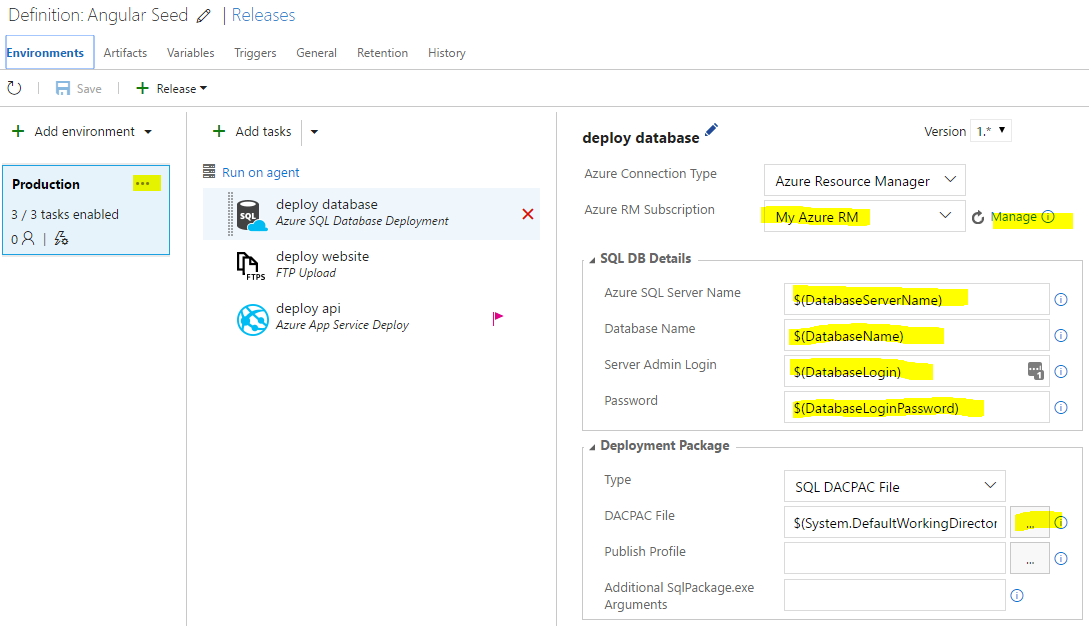 Definition: Angular Seed | Releases
Environments Artifacts Variables Triggers General Retention History
Save Release
Add environment
Production ...
3 / 3 tasks enabled
0
Add tasks
Run on agent
deploy database
Azure SQL Database Deployment
deploy website
FTP Upload
deploy api
Azure App Service Deploy
SQL
FTPS
deploy database
Version 1.*
Azure Connection Type Azure Resource Manager
Azure RM Subscription My Azure RM Manage
SQL DB Details
Azure SQL Server Name $(DatabaseServerName)
Database Name $(DatabaseName)
Server Admin Login $(DatabaseLogin) 1
Password $(DatabaseLoginPassword)
Deployment Package
Type SQL DACPAC File
DACPAC File $(System.DefaultWorkingDirector ...
Publish Profile ...
Additional SqlPackage.exe
Arguments